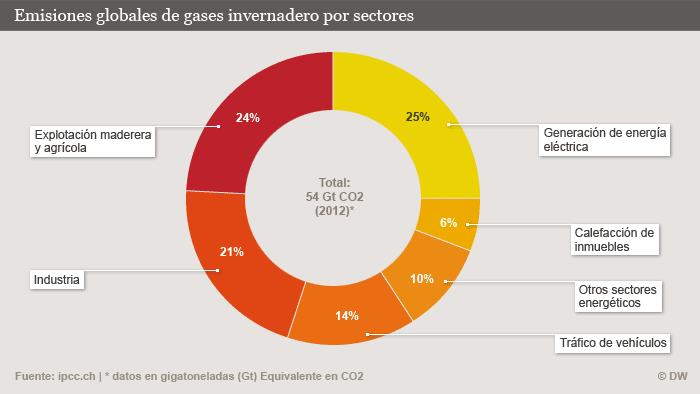 Emisiones globales de gases invernadero por sectores
24%
25%
Explotación maderera
y agrícola
Generación de energía
eléctrica
Total:
54 Gt CO2
(2012)*
6%
Calefacción de
inmuebles
21%
Industria
10%
Otros sectores
energéticos
14%
Tráfico de vehículos
Fuente: ipcc.ch | * datos en gigatoneladas (Gt) Equivalente en CO2
© DW